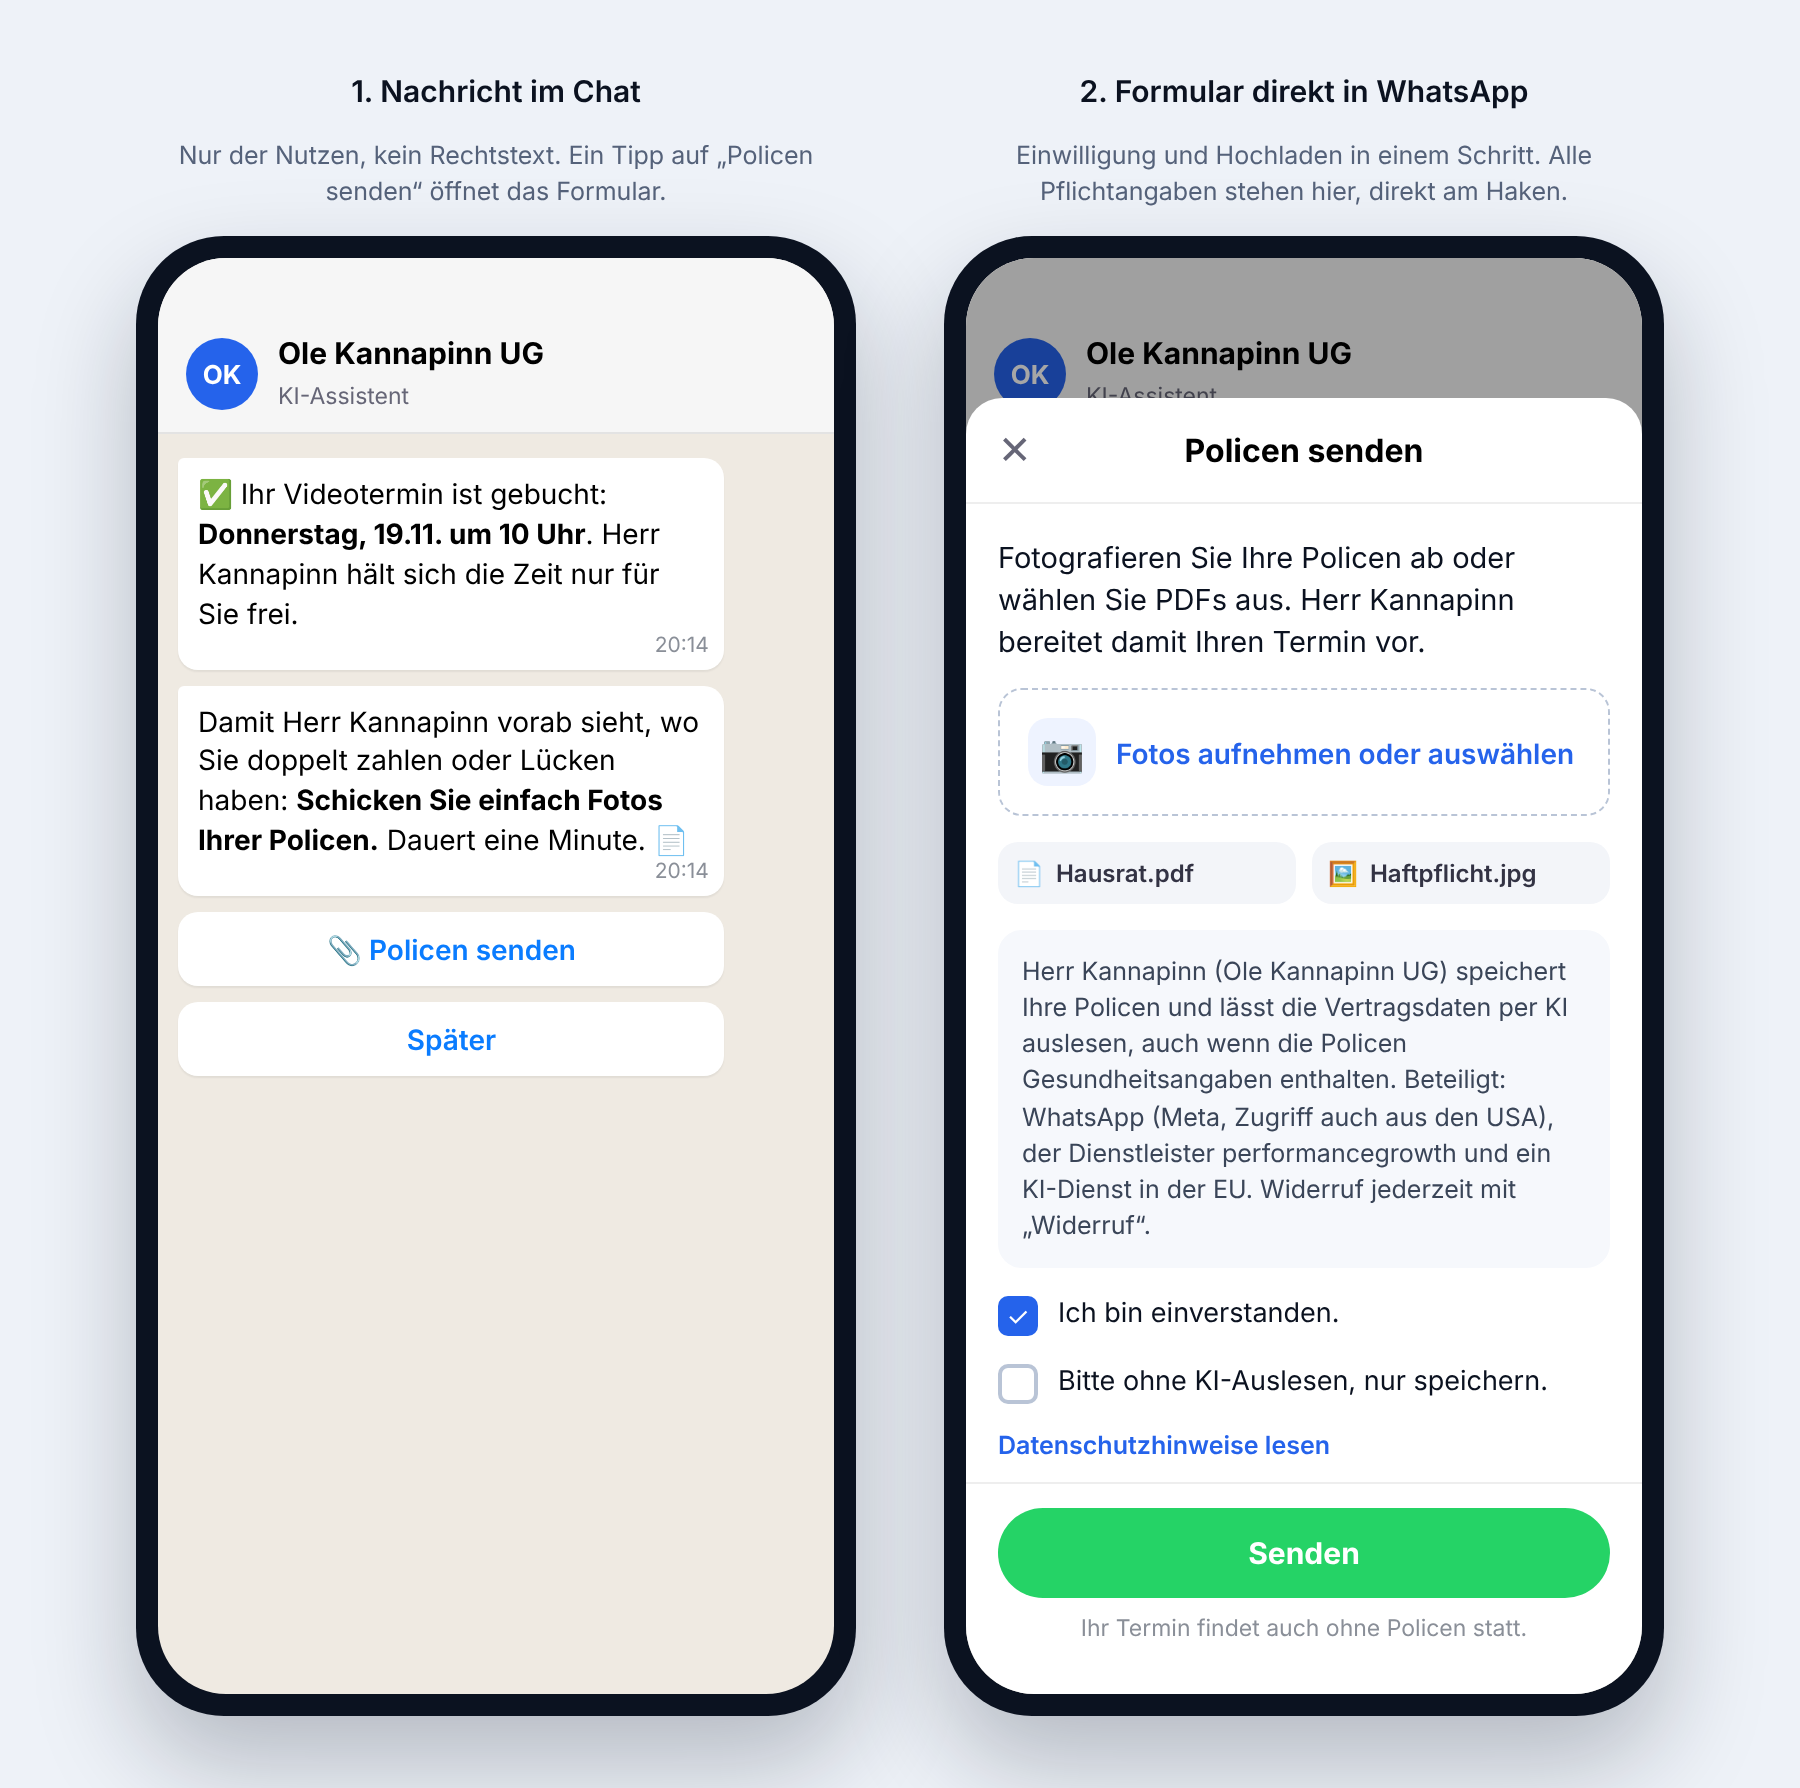 1. Nachricht im Chat
Nur der Nutzen, kein Rechtstext. Ein Tipp auf „Policen
senden“ öffnet das Formular.
OK
Ole Kannapinn UG
KI-Assistent
✅ Ihr Videotermin ist gebucht:
Donnerstag, 19.11. um 10 Uhr. Herr
Kannapinn hält sich die Zeit nur für
Sie frei.
20:14
Damit Herr Kannapinn vorab sieht, wo
Sie doppelt zahlen oder Lücken
haben: Schicken Sie einfach Fotos
Ihrer Policen. Dauert eine Minute. 📄
20:14
📎 Policen senden
Später
2. Formular direkt in WhatsApp
Einwilligung und Hochladen in einem Schritt. Alle
Pflichtangaben stehen hier, direkt am Haken.
OK
Ole Kannapinn UG
KI-Assistent
✕ Policen senden
Fotografieren Sie Ihre Policen ab oder
wählen Sie PDFs aus. Herr Kannapinn
bereitet damit Ihren Termin vor.
📷 Fotos aufnehmen oder auswählen
📄 Hausrat.pdf
🖼️ Haftpflicht.jpg
Herr Kannapinn (Ole Kannapinn UG) speichert
Ihre Policen und lässt die Vertragsdaten per KI
auslesen, auch wenn die Policen
Gesundheitsangaben enthalten. Beteiligt:
WhatsApp (Meta, Zugriff auch aus den USA),
der Dienstleister performancegrowth und ein
KI-Dienst in der EU. Widerruf jederzeit mit
„Widerruf“.
Ich bin einverstanden.
Bitte ohne KI-Auslesen, nur speichern.
Datenschutzhinweise lesen
Senden
Ihr Termin findet auch ohne Policen statt.